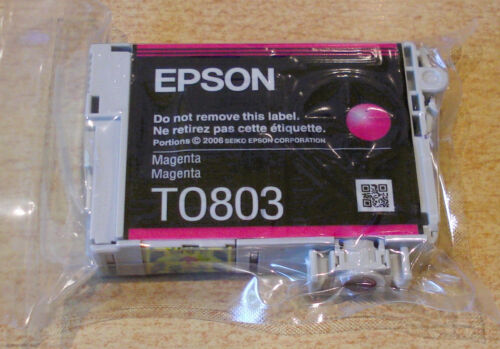 EPSON
Do not remove this label.
Ne retirez pas cette étiquette.
Portions © 2006 SEIKO EPSON CORPORATION
Magenta
Magenta
T0803